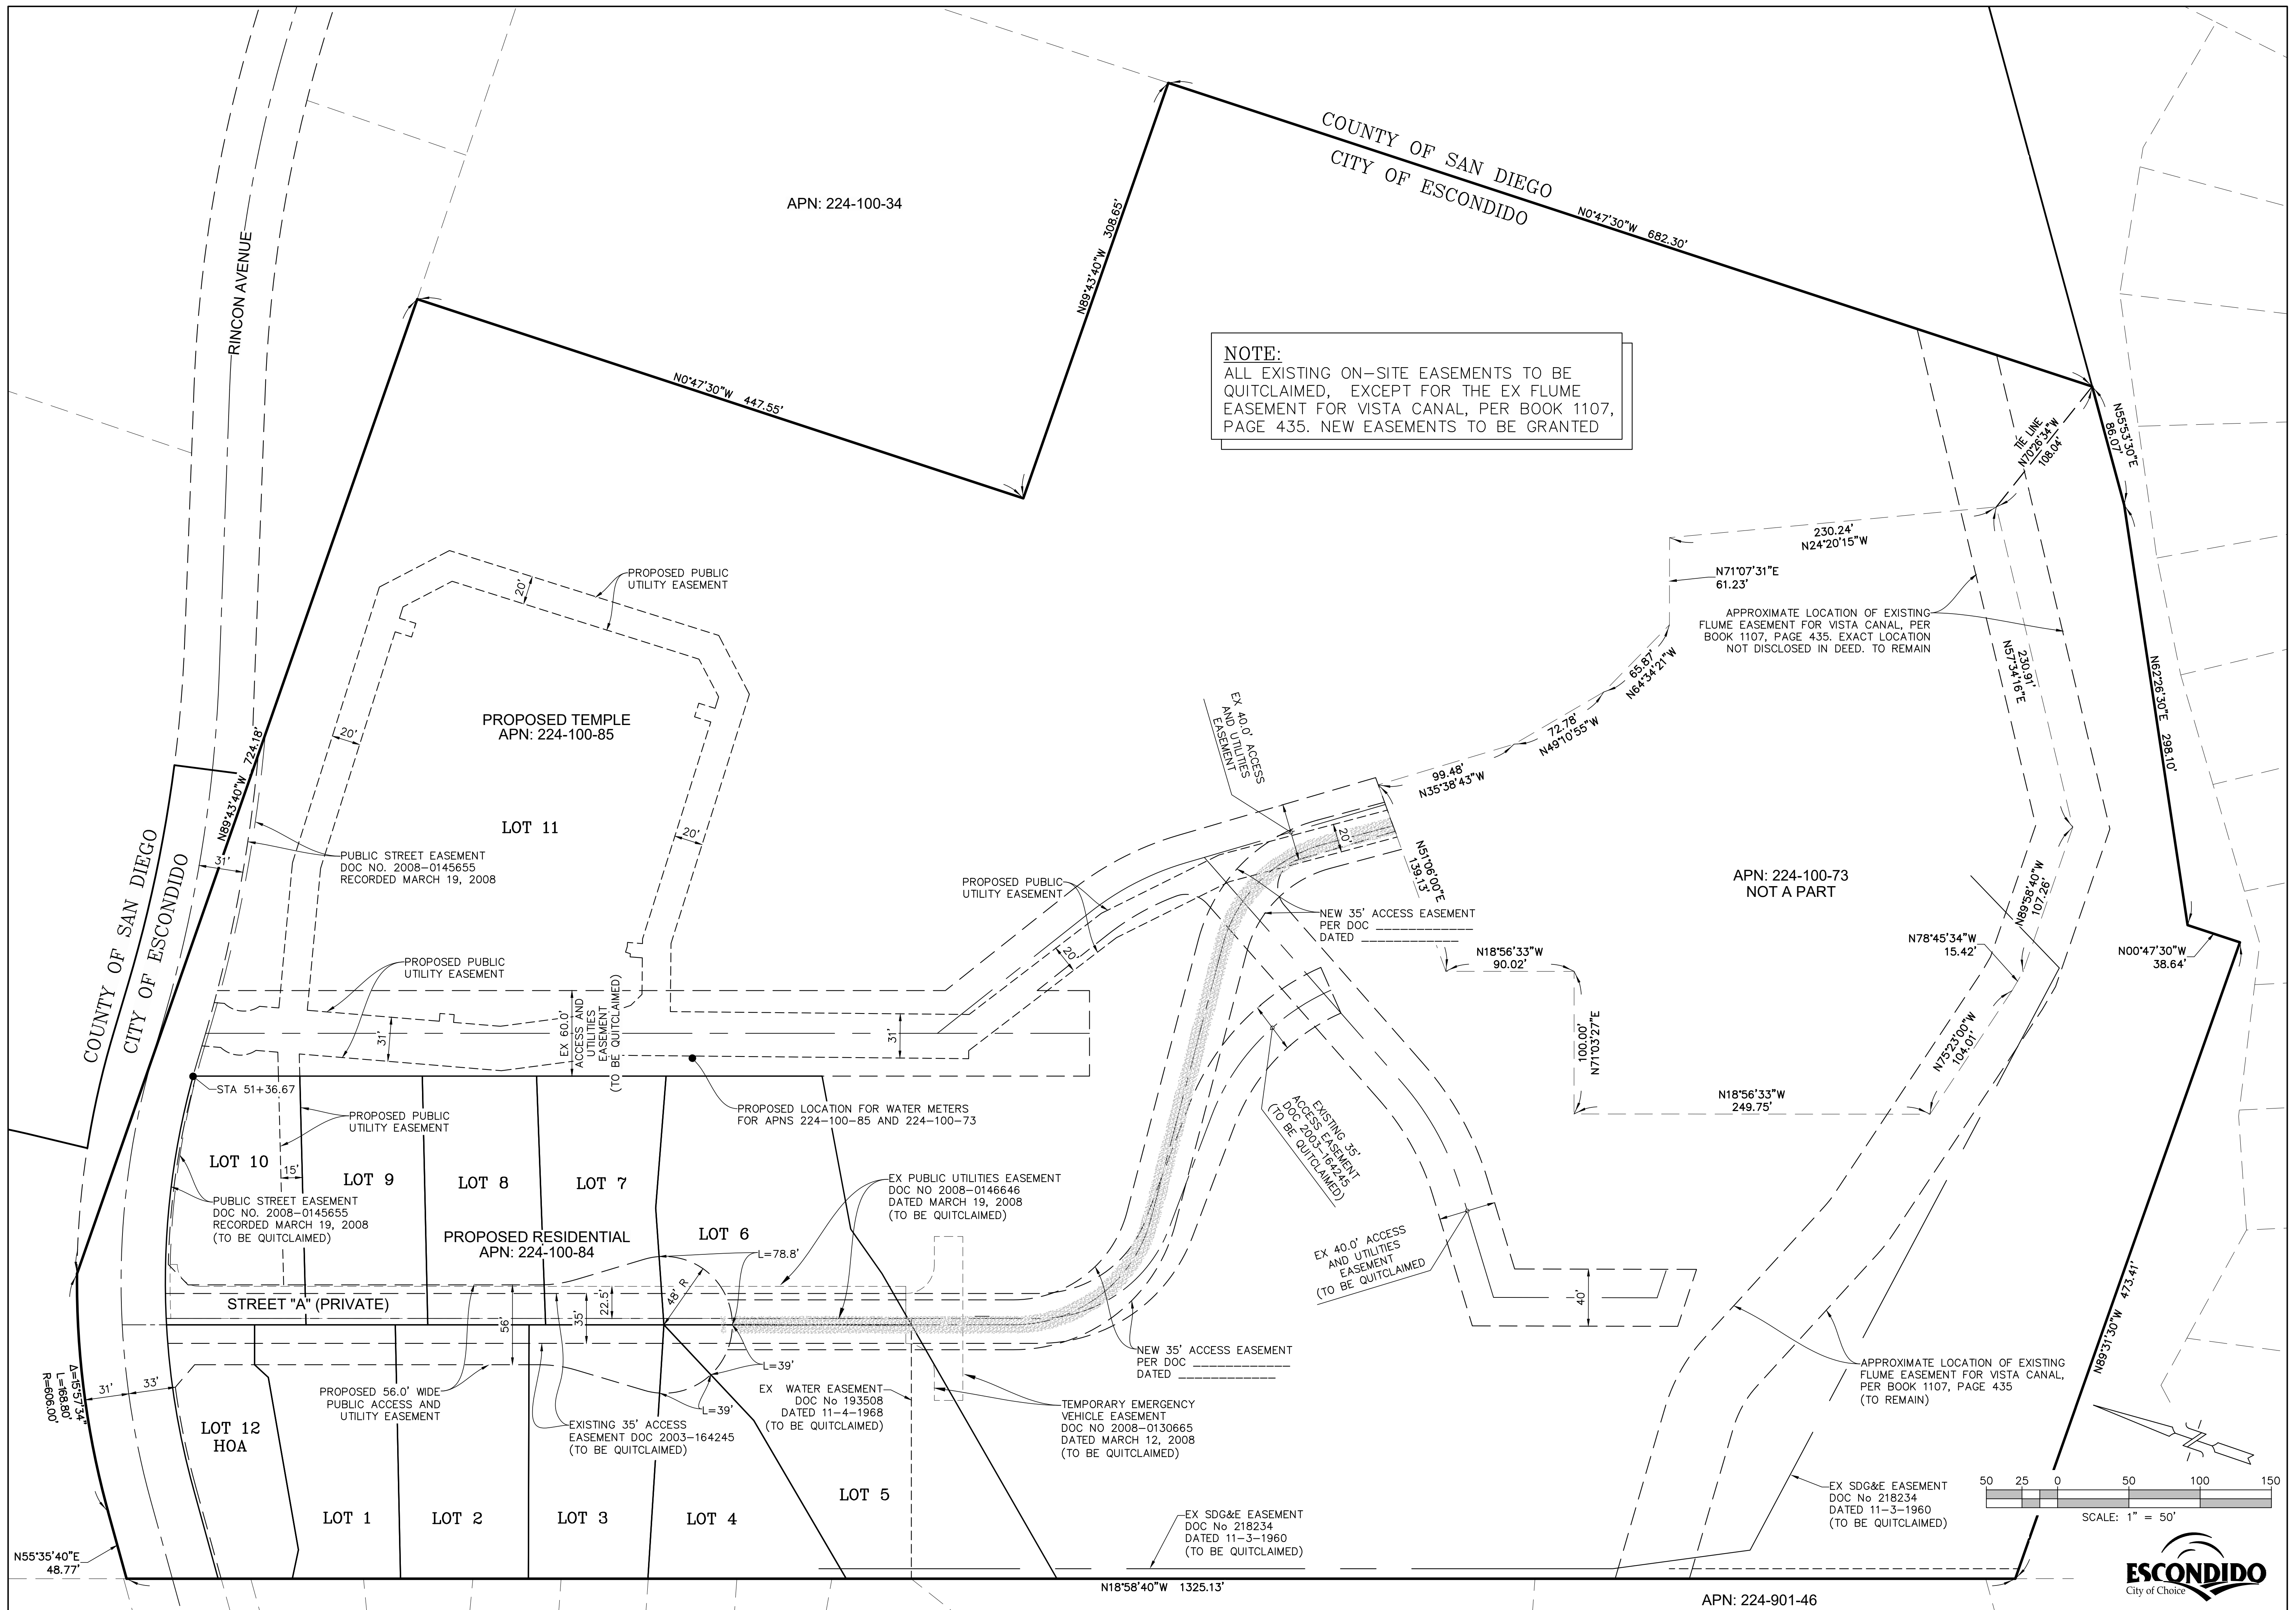 COUNTY OF SAN DIEGO
CITY OF ESCONDIDO
N0°47'30"W 682.30'
APN: 224-100-34
N89°43'40"W 308.65'
RINCON AVENUE
N0°47'30"W 447.55'
NOTE:
ALL EXISTING ON-SITE EASEMENTS TO BE
QUITCLAIMED, EXCEPT FOR THE EX FLUME
EASEMENT FOR VISTA CANAL, PER BOOK 1107,
PAGE 435. NEW EASEMENTS TO BE GRANTED
TIE LINE
N70°26'34"W
108.04'
N55°53'30"E
86.07'
230.24'
N24°20'15"W
N71°07'31"E
61.23'
APPROXIMATE LOCATION OF EXISTING
FLUME EASEMENT FOR VISTA CANAL, PER
BOOK 1107, PAGE 435. EXACT LOCATION
NOT DISCLOSED IN DEED. TO REMAIN
230.91'
N57°34'16"E
N62°26'30"E 298.10'
65.87'
N64°34'21"W
72.78'
N49°10'55"W
99.48'
N35°38'43"W
PROPOSED PUBLIC
UTILITY EASEMENT
20'
PROPOSED TEMPLE
APN: 224-100-85
20'
LOT 11
20'
N89°43'40"W 724.18'
31'
PUBLIC STREET EASEMENT
DOC NO. 2008-0145655
RECORDED MARCH 19, 2008
COUNTY OF SAN DIEGO
CITY OF ESCONDIDO
EX 40.0' ACCESS
AND UTILITIES
EASEMENT
20'
N51°06'00"E
139.13'
PROPOSED PUBLIC
UTILITY EASEMENT
20'
NEW 35' ACCESS EASEMENT
PER DOC ____________
DATED ____________
APN: 224-100-73
NOT A PART
N89°58'40"W
107.26'
N78°45'34"W
15.42'
N00°47'30"W
38.64'
N18°56'33"W
90.02'
100.00'
N71°03'27"E
N75°23'00"W
104.01'
N18°56'33"W
249.75'
PROPOSED PUBLIC
UTILITY EASEMENT
31'
EX 60.0'
ACCESS AND
UTILITIES
EASEMENT
(TO BE QUITCLAIMED)
31'
STA 51+36.67
PROPOSED PUBLIC
UTILITY EASEMENT
PROPOSED LOCATION FOR WATER METERS
FOR APNS 224-100-85 AND 224-100-73
EXISTING 35'
ACCESS EASEMENT
DOC 2003-164245
(TO BE QUITCLAIMED)
LOT 10
15'
LOT 9
LOT 8
LOT 7
LOT 6
PUBLIC STREET EASEMENT
DOC NO. 2008-0145655
RECORDED MARCH 19, 2008
(TO BE QUITCLAIMED)
EX PUBLIC UTILITIES EASEMENT
DOC NO 2008-0146646
DATED MARCH 19, 2008
(TO BE QUITCLAIMED)
PROPOSED RESIDENTIAL
APN: 224-100-84
L=78.8'
48' R
EX 40.0' ACCESS
AND UTILITIES
EASEMENT
(TO BE QUITCLAIMED
40'
STREET "A" (PRIVATE)
56'
35'
22.5'
N89°31'30"W 473.41'
NEW 35' ACCESS EASEMENT
PER DOC ____________
DATED ____________
L=39'
L=39'
Δ=15°57'34"
L=168.80'
R=606.00'
31'
33'
PROPOSED 56.0' WIDE
PUBLIC ACCESS AND
UTILITY EASEMENT
EXISTING 35' ACCESS
EASEMENT DOC 2003-164245
(TO BE QUITCLAIMED)
EX WATER EASEMENT
DOC No 193508
DATED 11-4-1968
(TO BE QUITCLAIMED)
TEMPORARY EMERGENCY
VEHICLE EASEMENT
DOC NO 2008-0130665
DATED MARCH 12, 2008
(TO BE QUITCLAIMED)
APPROXIMATE LOCATION OF EXISTING
FLUME EASEMENT FOR VISTA CANAL,
PER BOOK 1107, PAGE 435
(TO REMAIN)
LOT 12
HOA
LOT 1
LOT 2
LOT 3
LOT 4
LOT 5
EX SDG&E EASEMENT
DOC No 218234
DATED 11-3-1960
(TO BE QUITCLAIMED)
EX SDG&E EASEMENT
DOC No 218234
DATED 11-3-1960
(TO BE QUITCLAIMED)
50 25 0 50 100 150
SCALE: 1" = 50'
N55°35'40"E
48.77'
N18°58'40"W 1325.13'
APN: 224-901-46
ESCONDIDO
City of Choice